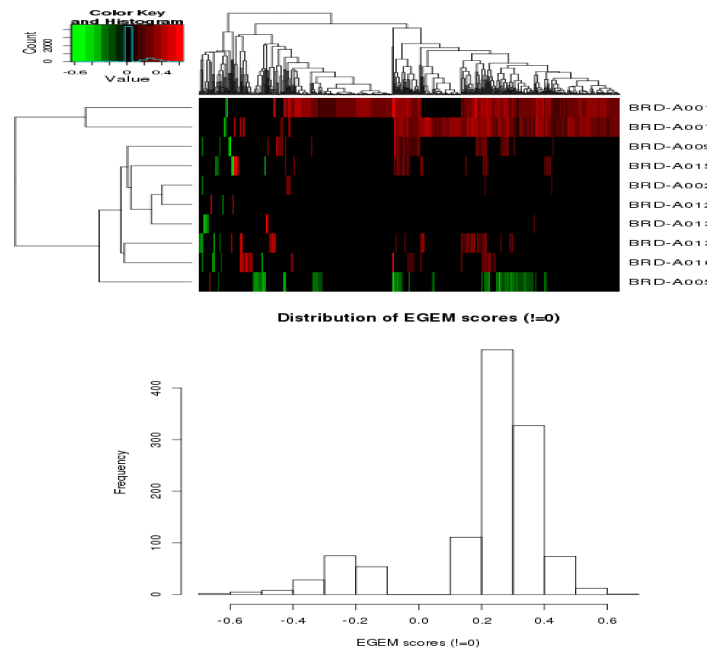 Color Key
and Histogram
Count
0 2000
-0.6 0 0.4
Value
BRD-A001
BRD-A001
BRD-A009
BRD-A015
BRD-A002
BRD-A012
BRD-A013
BRD-A013
BRD-A016
BRD-A005
Distribution of EGEM scores (!=0)
Frequency
400
300
200
100
0
-0.6 -0.4 -0.2 0.0 0.2 0.4 0.6
EGEM scores (!=0)